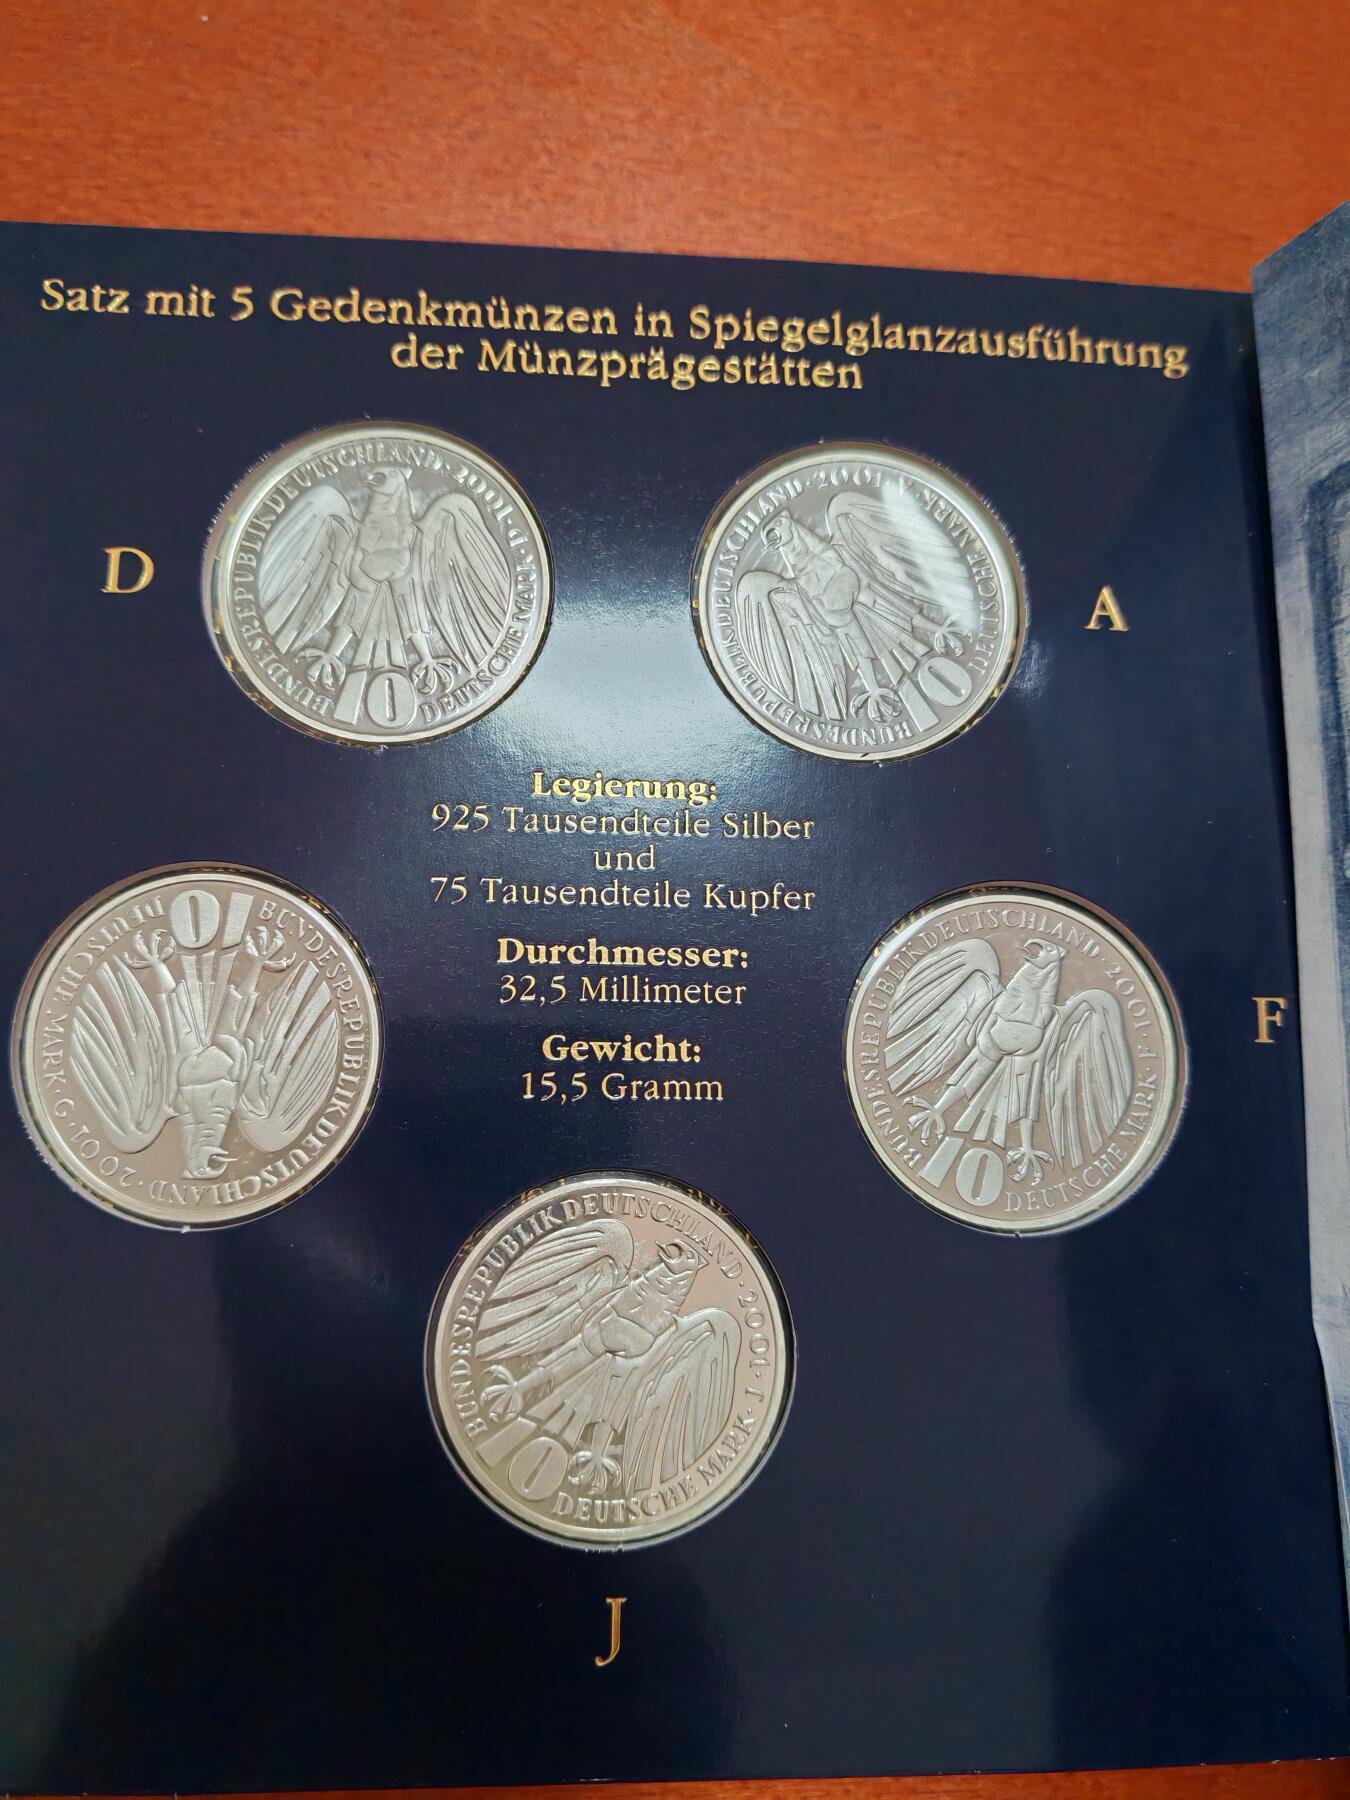 Satz mit 5 Gedenkmünzen in Spiegelglanzausführung
der Münzprägestätten
BUNDESREPUBLIK DEUTSCHLAND · 2001 · D · DEUTSCHE MARK
10
D
BUNDESREPUBLIK DEUTSCHLAND · 2001 · A · DEUTSCHE MARK
10
A
Legierung:
925 Tausendteile Silber
und
75 Tausendteile Kupfer
Durchmesser:
32,5 Millimeter
Gewicht:
15,5 Gramm
BUNDESREPUBLIK DEUTSCHLAND · 2001 · G · DEUTSCHE MARK
10
BUNDESREPUBLIK DEUTSCHLAND · 2001 · F · DEUTSCHE MARK
10
F
BUNDESREPUBLIK DEUTSCHLAND · 2001 · J · DEUTSCHE MARK
10
J